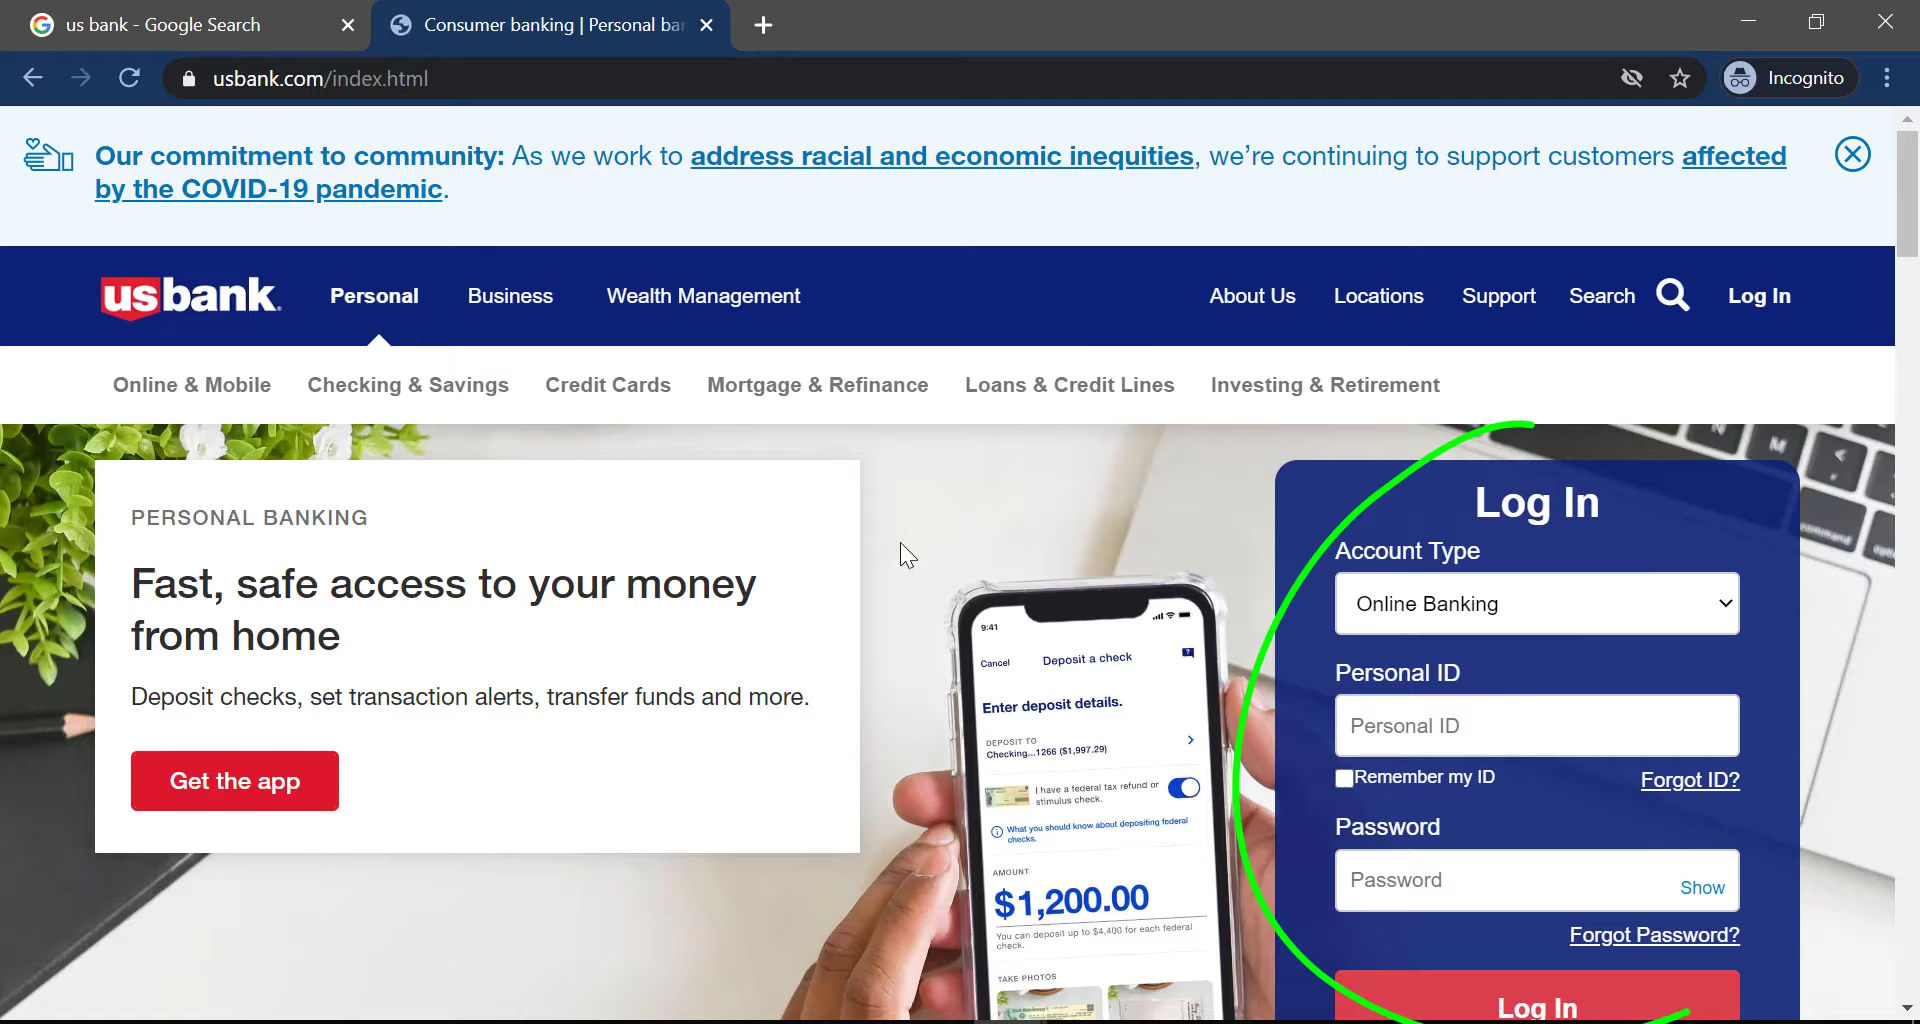 us bank - Google Search
Consumer banking | Personal ba
usbank.com/index.html
Incognito
Our commitment to community: As we work to address racial and economic inequities, we're continuing to support customers affected
by the COVID-19 pandemic.
usbank.
Personal
Business
Wealth Management
About Us
Locations
Support
Search
Log In
Online & Mobile
Checking & Savings
Credit Cards
Mortgage & Refinance
Loans & Credit Lines
Investing & Retirement
PERSONAL BANKING
Fast, safe access to your money
from home
Deposit checks, set transaction alerts, transfer funds and more.
Get the app
9:41
Cancel
Deposit a check
Enter deposit details.
DEPOSIT TO
Checking...1266 ($1,997.29)
I have a federal tax refund or
stimulus check.
What you should know about depositing federal
checks.
AMOUNT
$1,200.00
You can deposit up to $4,400 for each federal
check.
TAKE PHOTOS
Log In
Account Type
Online Banking
Personal ID
Personal ID
Remember my ID
Forgot ID?
Password
Password
Show
Forgot Password?
Log In
N
M
<
command